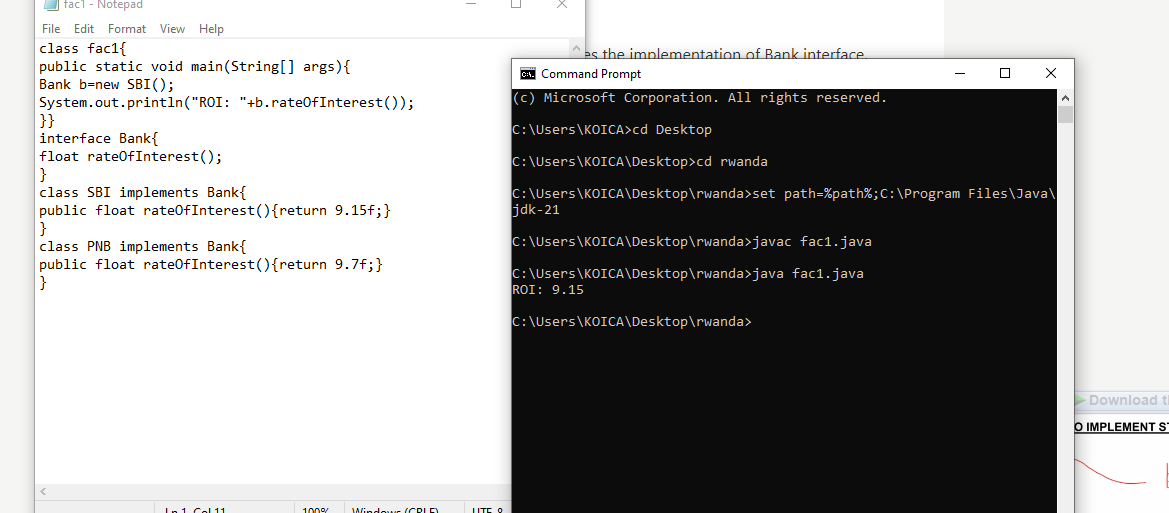 fac1 - Notepad
File Edit Format View Help
class fac1{
public static void main(String[] args){
Bank b=new SBI();
System.out.println("ROI: "+b.rateOfInterest());
}}
interface Bank{
float rateOfInterest();
}
class SBI implements Bank{
public float rateOfInterest(){return 9.15f;}
}
class PNB implements Bank{
public float rateOfInterest(){return 9.7f;}
}
Ln 1, Col 11 100% Windows (CRLF) UTF-8
es the implementation of Bank interface.
Command Prompt
(c) Microsoft Corporation. All rights reserved.
C:\Users\KOICA>cd Desktop
C:\Users\KOICA\Desktop>cd rwanda
C:\Users\KOICA\Desktop\rwanda>set path=%path%;C:\Program Files\Java\
jdk-21
C:\Users\KOICA\Desktop\rwanda>javac fac1.java
C:\Users\KOICA\Desktop\rwanda>java fac1.java
ROI: 9.15
C:\Users\KOICA\Desktop\rwanda>
Download t
O IMPLEMENT ST